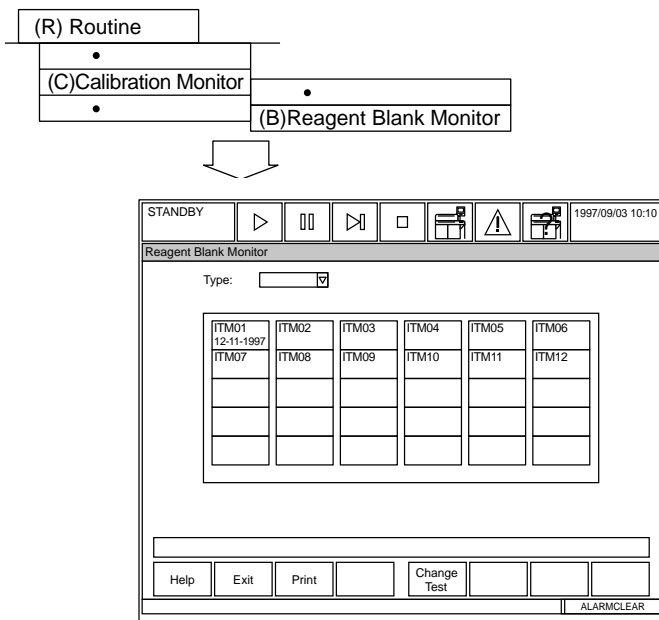 (R) Routine
•
(C)Calibration Monitor
•
•
(B)Reagent Blank Monitor
STANDBY
?
1997/09/03 10:10
Reagent Blank Monitor
Type:
ITM01 ITM02 ITM03 ITM04 ITM05 ITM06
12-11-1997
ITM07 ITM08 ITM09 ITM10 ITM11 ITM12
Help Exit Print Change Test
ALARMCLEAR